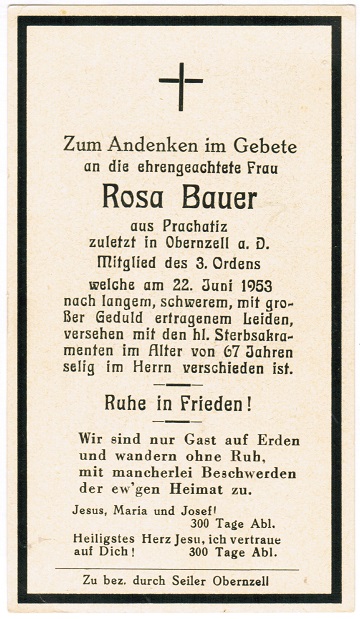 Zum Andenken im Gebete
an die ehrengeachtete Frau
Rosa Bauer
aus Prachatiz
zuletzt in Obernzell a. D.
Mitglied des 3. Ordens
welche am 22. Juni 1953
nach langem, schwerem, mit gro-
ßer Geduld ertragenem Leiden,
versehen mit den hl. Sterbsakra-
menten im Alter von 67 Jahren
selig im Herrn verschieden ist.
Ruhe in Frieden!
Wir sind nur Gast auf Erden
und wandern ohne Ruh,
mit mancherlei Beschwerden
der ew'gen Heimat zu.
Jesus, Maria und Josef!
300 Tage Abl.
Heiligstes Herz Jesu, ich vertraue
auf Dich! 300 Tage Abl.
Zu bez. durch Seiler Obernzell